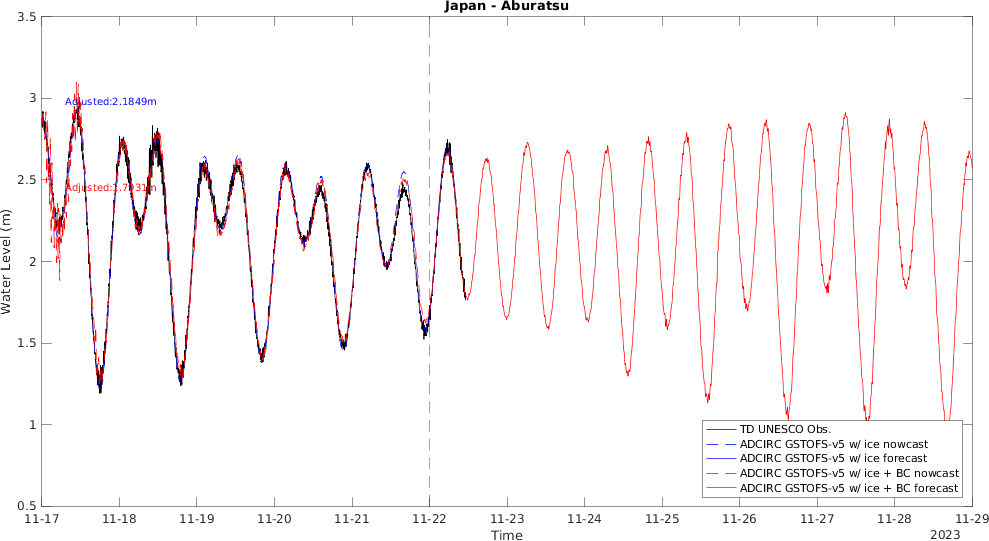 Japan - Aburatsu
3.5
3
2.5
2
1.5
1
0.5
Water Level (m)
Adjusted:2.1849m
Adjusted:1.7931m
TD UNESCO Obs.
ADCIRC GSTOFS-v5 w/ ice nowcast
ADCIRC GSTOFS-v5 w/ ice forecast
ADCIRC GSTOFS-v5 w/ ice + BC nowcast
ADCIRC GSTOFS-v5 w/ ice + BC forecast
11-17 11-18 11-19 11-20 11-21 11-22 11-23 11-24 11-25 11-26 11-27 11-28 11-29
Time
2023